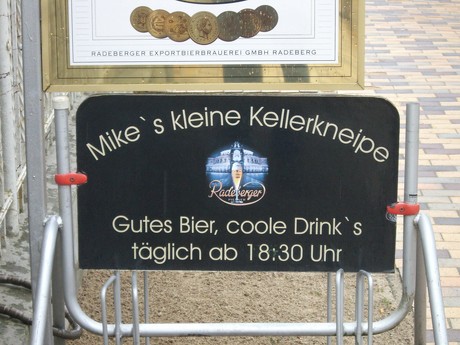 RADEBERGER EXPORTBIERBRAUEREI GMBH RADEBERG
Mike`s kleine Kellerkneipe
Radeberger
Gutes Bier, coole Drink`s
täglich ab 18:30 Uhr